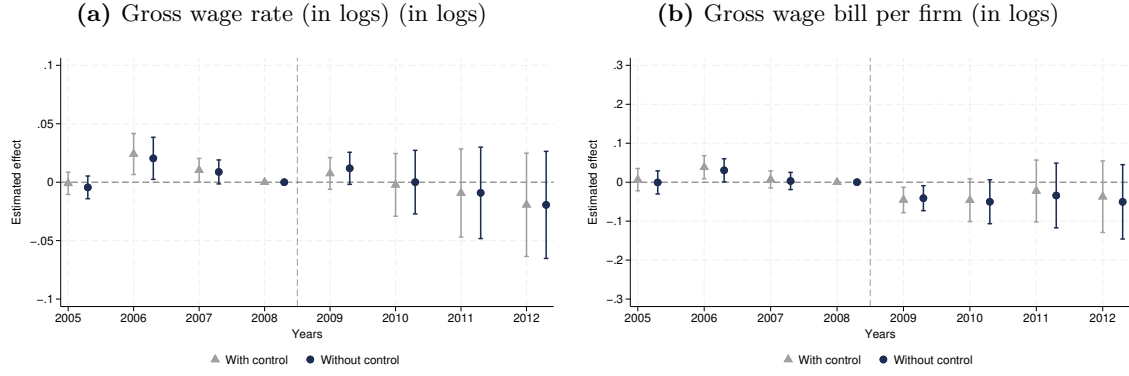 (a) Gross wage rate (in logs) (in logs)
.1
.05
0
−.05
−.1
Estimated effect
2005 2006 2007 2008 2009 2010 2011 2012
Years
With control Without control
(b) Gross wage bill per firm (in logs)
.3
.2
.1
0
−.1
−.2
−.3
Estimated effect
2005 2006 2007 2008 2009 2010 2011 2012
Years
With control Without control